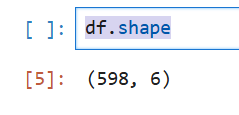 [ ]: df.shape
[5]: (598, 6)